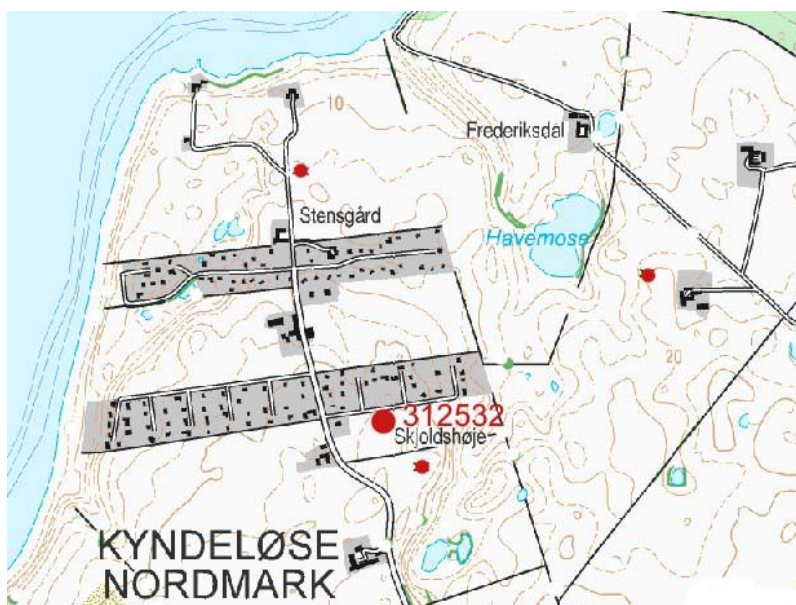 10
Frederiksdal
Stensgård
Havemose
20
312532
Skjoldshøje
KYNDELØSE
NORDMARK